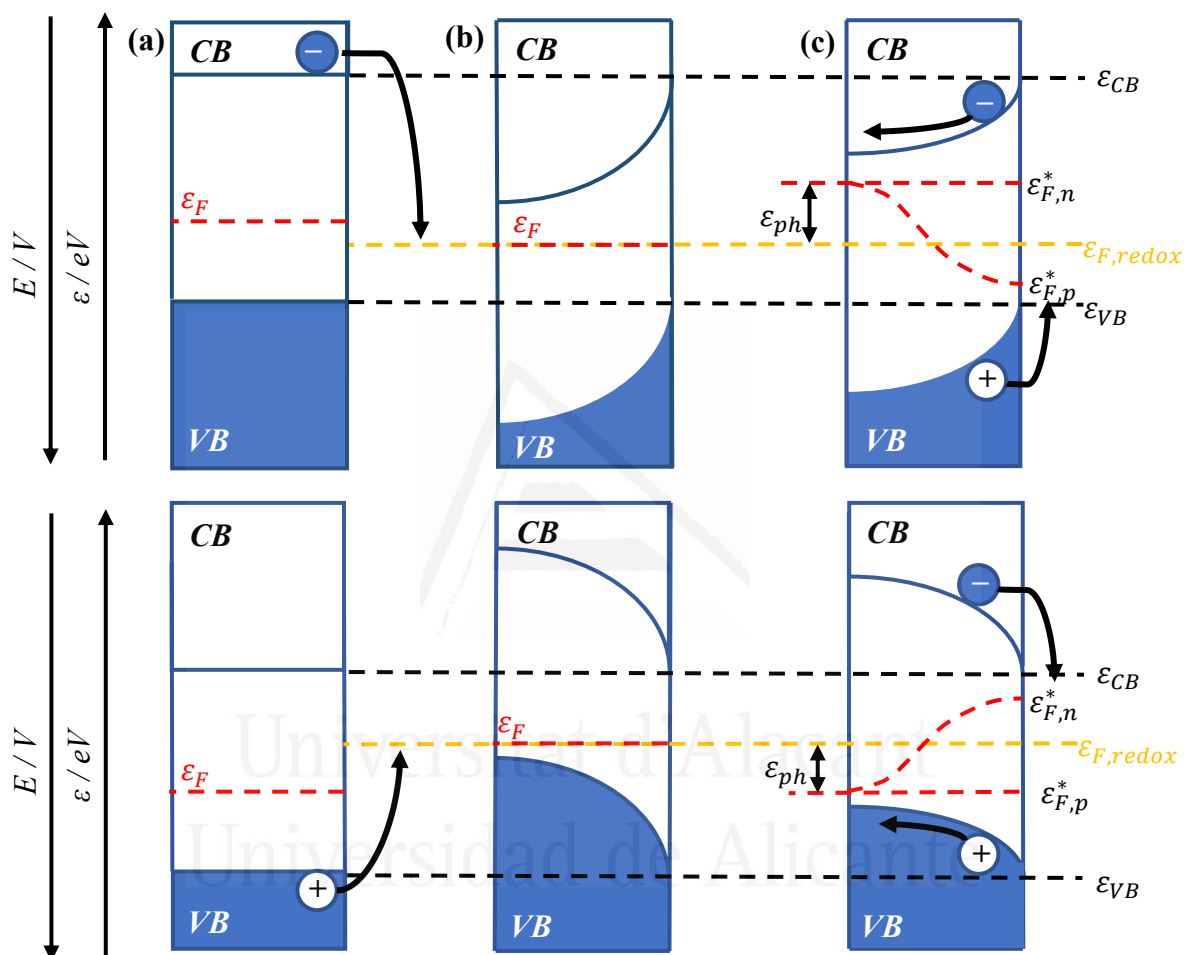 (a)
(b)
(c)
CB
CB
CB
−
−
E / V
ε / eV
ε_CB
ε_F
ε_F
ε_ph
ε*_F,n
ε_F,redox
ε*_F,p
ε_VB
+
VB
VB
VB
CB
CB
CB
−
E / V
ε / eV
ε_CB
ε*_F,n
ε_F
ε_F
ε_ph
ε_F,redox
ε*_F,p
+
+
ε_VB
VB
VB
VB
Universitat d'Alacant
Universidad de Alicante